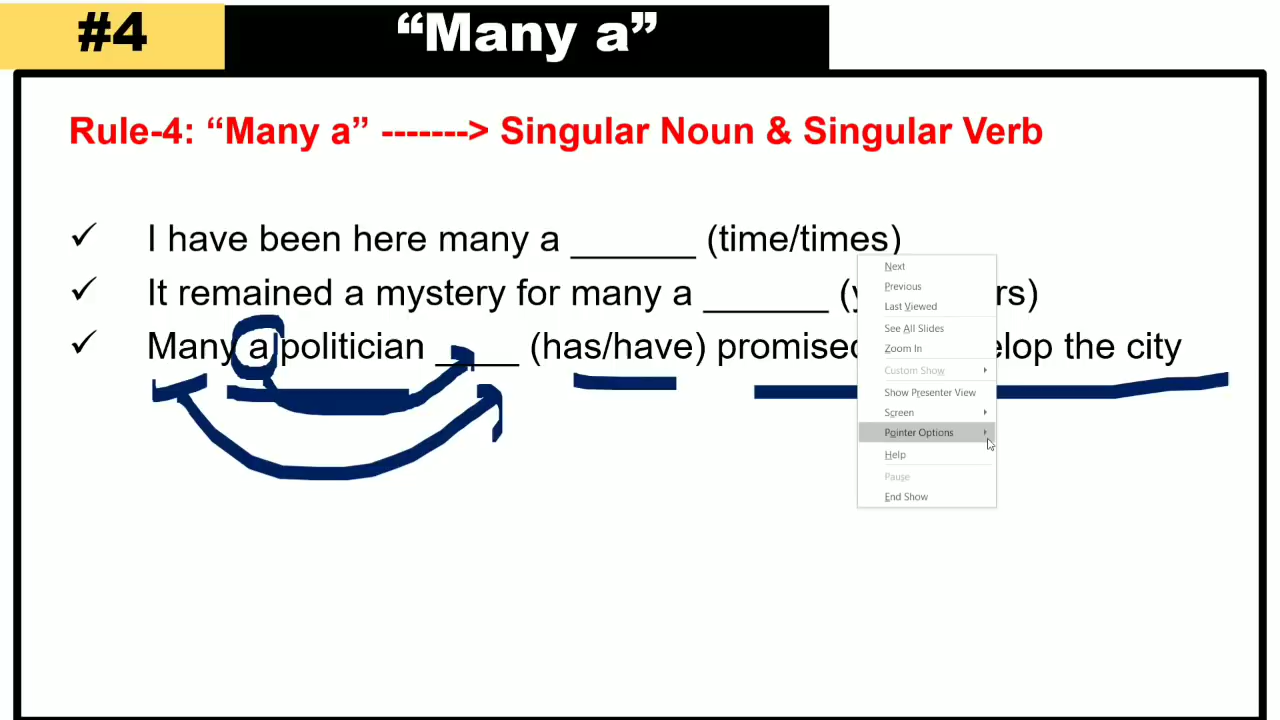 #4
“Many a”
Rule-4: “Many a” -------> Singular Noun & Singular Verb
✓ I have been here many a ______ (time/times)
✓ It remained a mystery for many a ______ (y rs)
✓ Many a politician ____ (has/have) promised elop the city
Next
Previous
Last Viewed
See All Slides
Zoom In
Custom Show
Show Presenter View
Screen
Pointer Options
Help
Pause
End Show